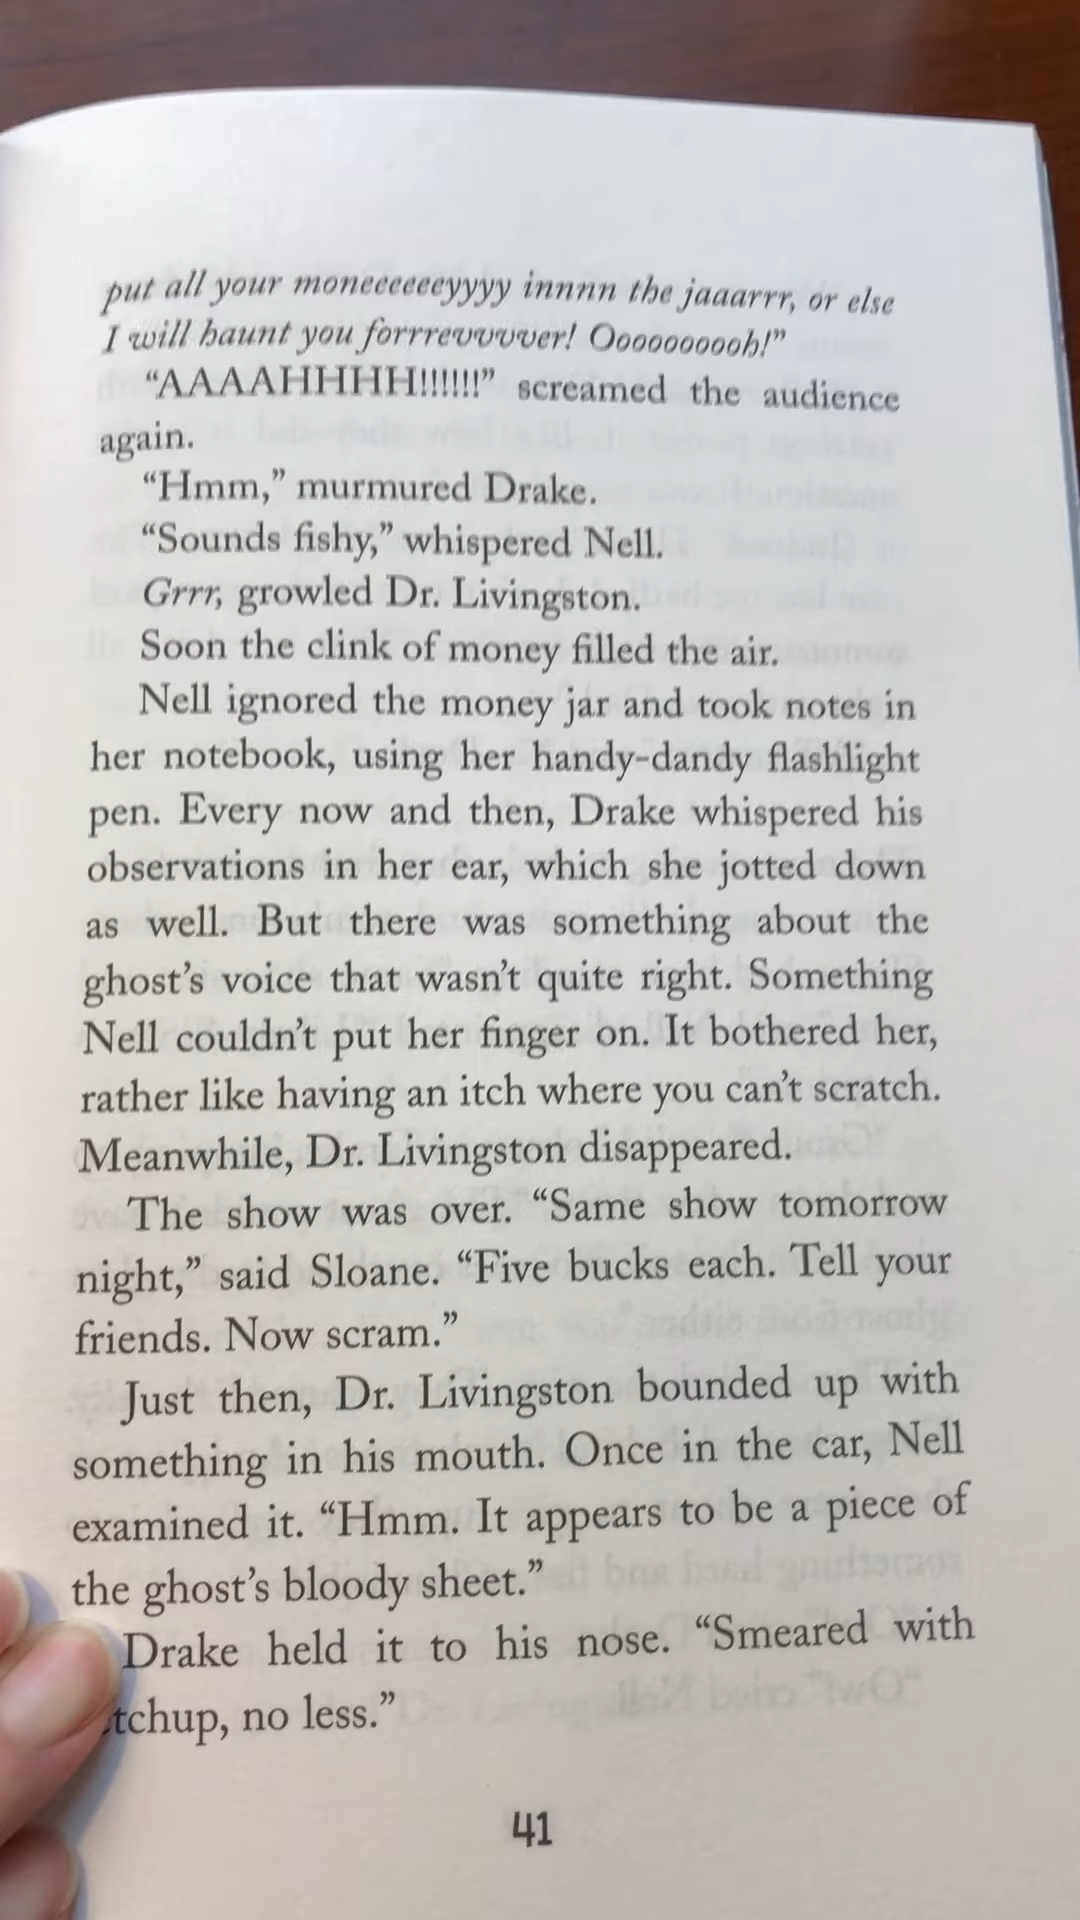 put all your moneeeeeeyyyy innnn the jaaarrr, or else
I will haunt you forrrevvvver! Oooooooooh!”
“AAAAHHHH!!!!!!” screamed the audience
again.
“Hmm,” murmured Drake.
“Sounds fishy,” whispered Nell.
Grrr, growled Dr. Livingston.
Soon the clink of money filled the air.
Nell ignored the money jar and took notes in
her notebook, using her handy-dandy flashlight
pen. Every now and then, Drake whispered his
observations in her ear, which she jotted down
as well. But there was something about the
ghost’s voice that wasn’t quite right. Something
Nell couldn’t put her finger on. It bothered her,
rather like having an itch where you can’t scratch.
Meanwhile, Dr. Livingston disappeared.
The show was over. “Same show tomorrow
night,” said Sloane. “Five bucks each. Tell your
friends. Now scram.”
Just then, Dr. Livingston bounded up with
something in his mouth. Once in the car, Nell
examined it. “Hmm. It appears to be a piece of
the ghost’s bloody sheet.”
Drake held it to his nose. “Smeared with
tchup, no less.”
41